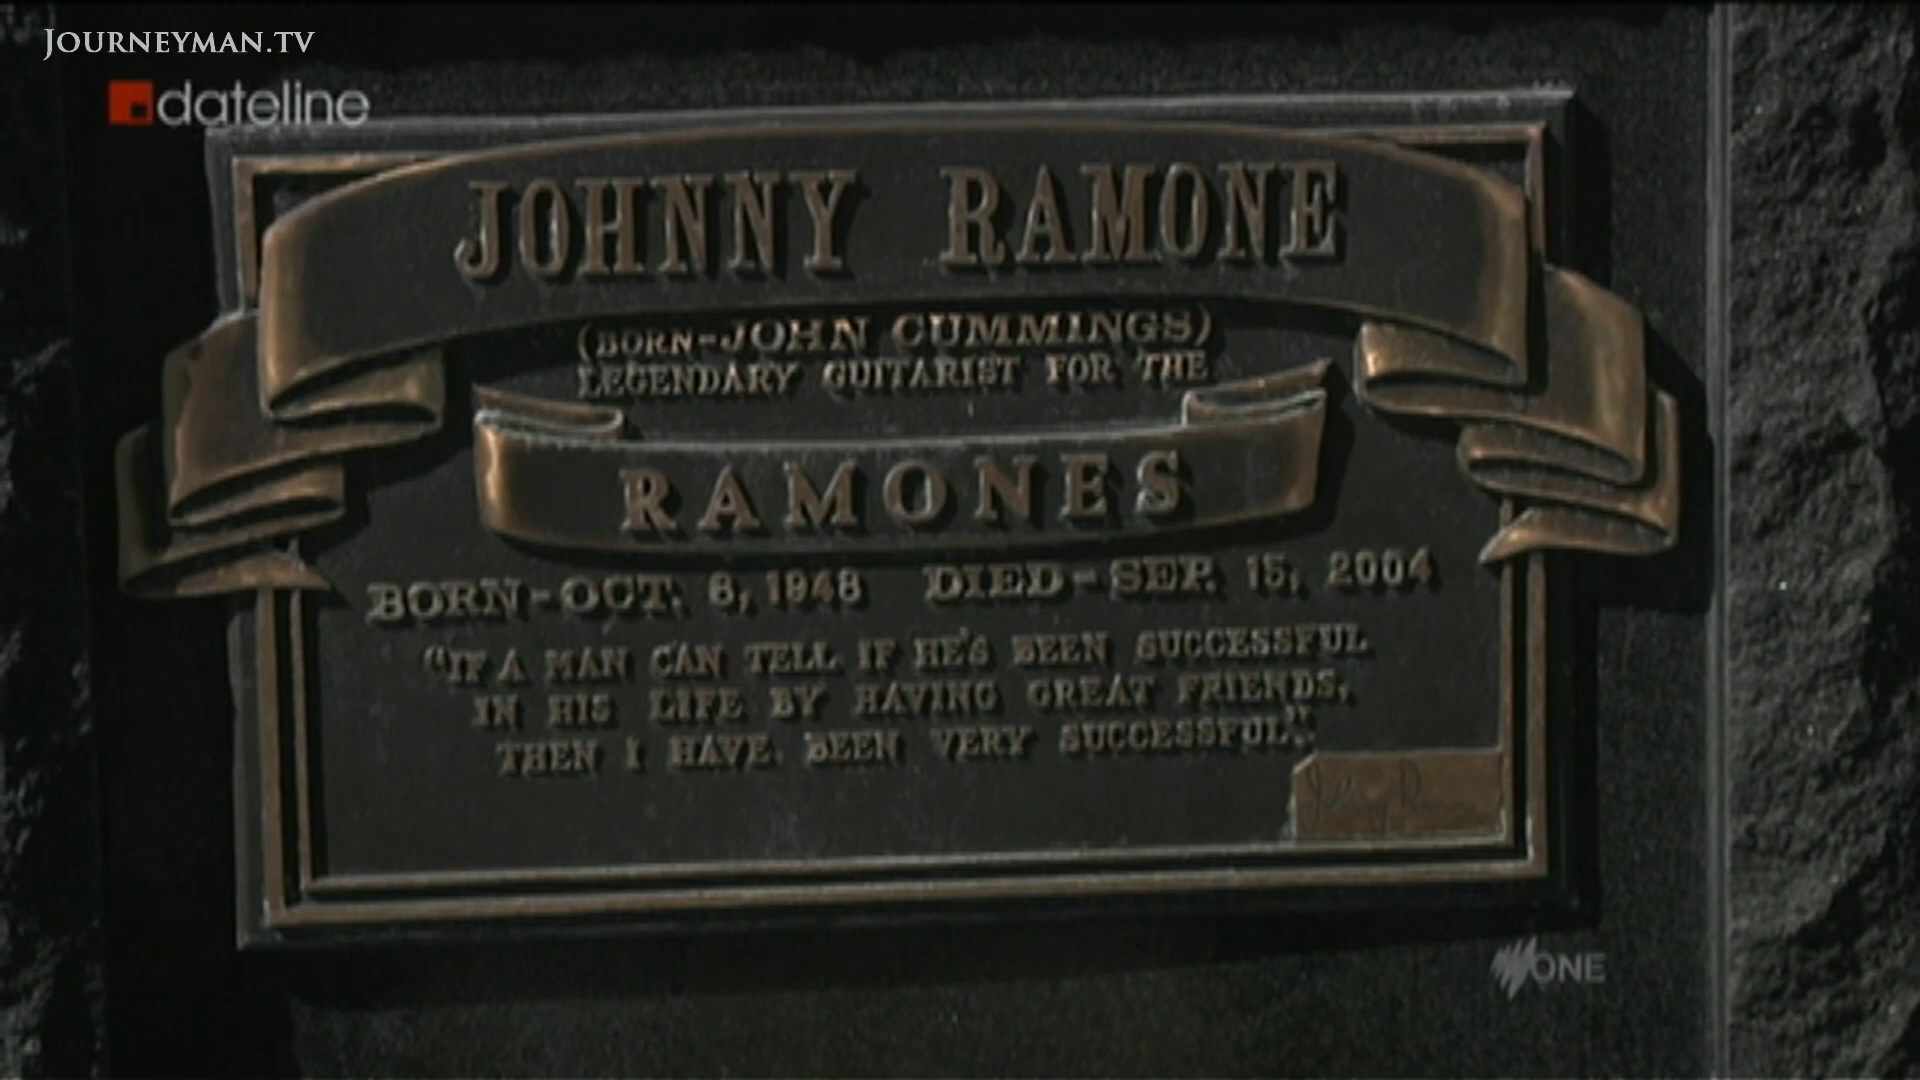 JOURNEYMAN.TV
dateline
JOHNNY RAMONE
(BORN-JOHN CUMMINGS)
LEGENDARY GUITARIST FOR THE
RAMONES
BORN-OCT. 8, 1948 DIED-SEP. 15, 2004
"IF A MAN CAN TELL IF HE'S BEEN SUCCESSFUL
IN HIS LIFE BY HAVING GREAT FRIENDS,
THEN I HAVE BEEN VERY SUCCESSFUL".
Johnny Ramone
ONE